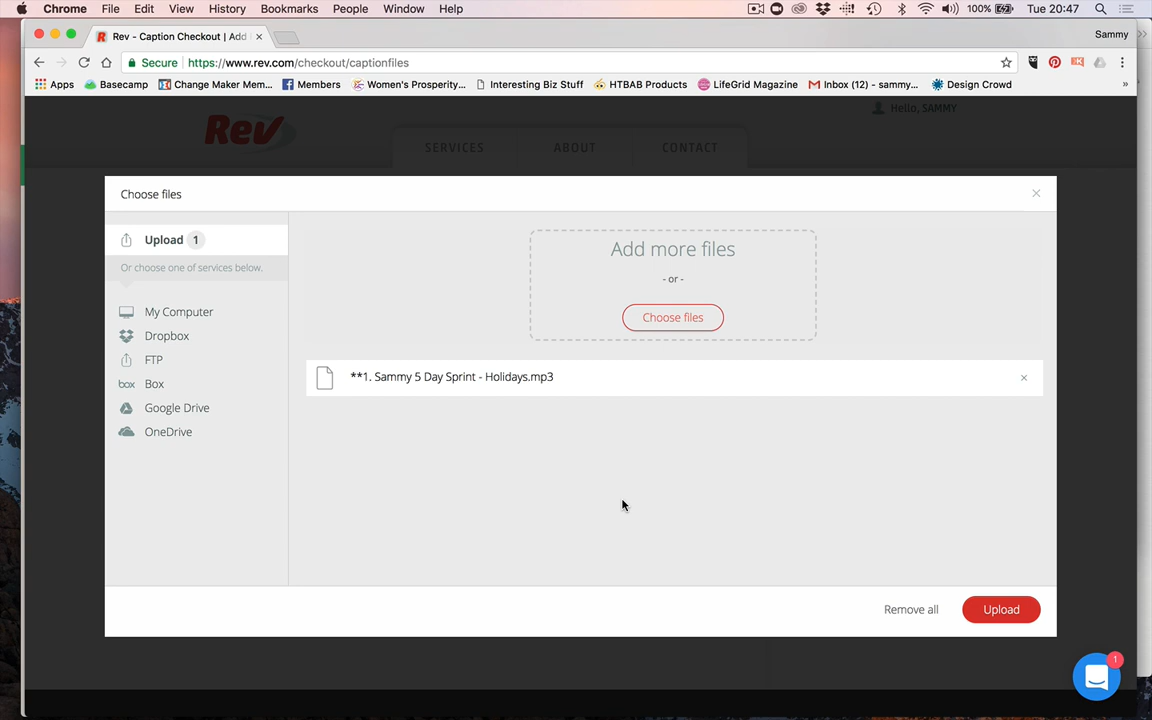 Chrome File Edit View History Bookmarks People Window Help 100% Tue 20:47
Rev - Caption Checkout | Add
Sammy
Secure https://www.rev.com/checkout/captionfiles
Apps Basecamp Change Maker Mem... Members Women's Prosperity... Interesting Biz Stuff HTBAB Products LifeGrid Magazine Inbox (12) - sammy... Design Crowd »
Hello, SAMMY
Rev
SERVICES ABOUT CONTACT
Choose files
Upload 1
Or choose one of services below.
My Computer
Dropbox
FTP
box Box
Google Drive
OneDrive
Add more files
- or -
Choose files
**1. Sammy 5 Day Sprint - Holidays.mp3
Remove all Upload
1